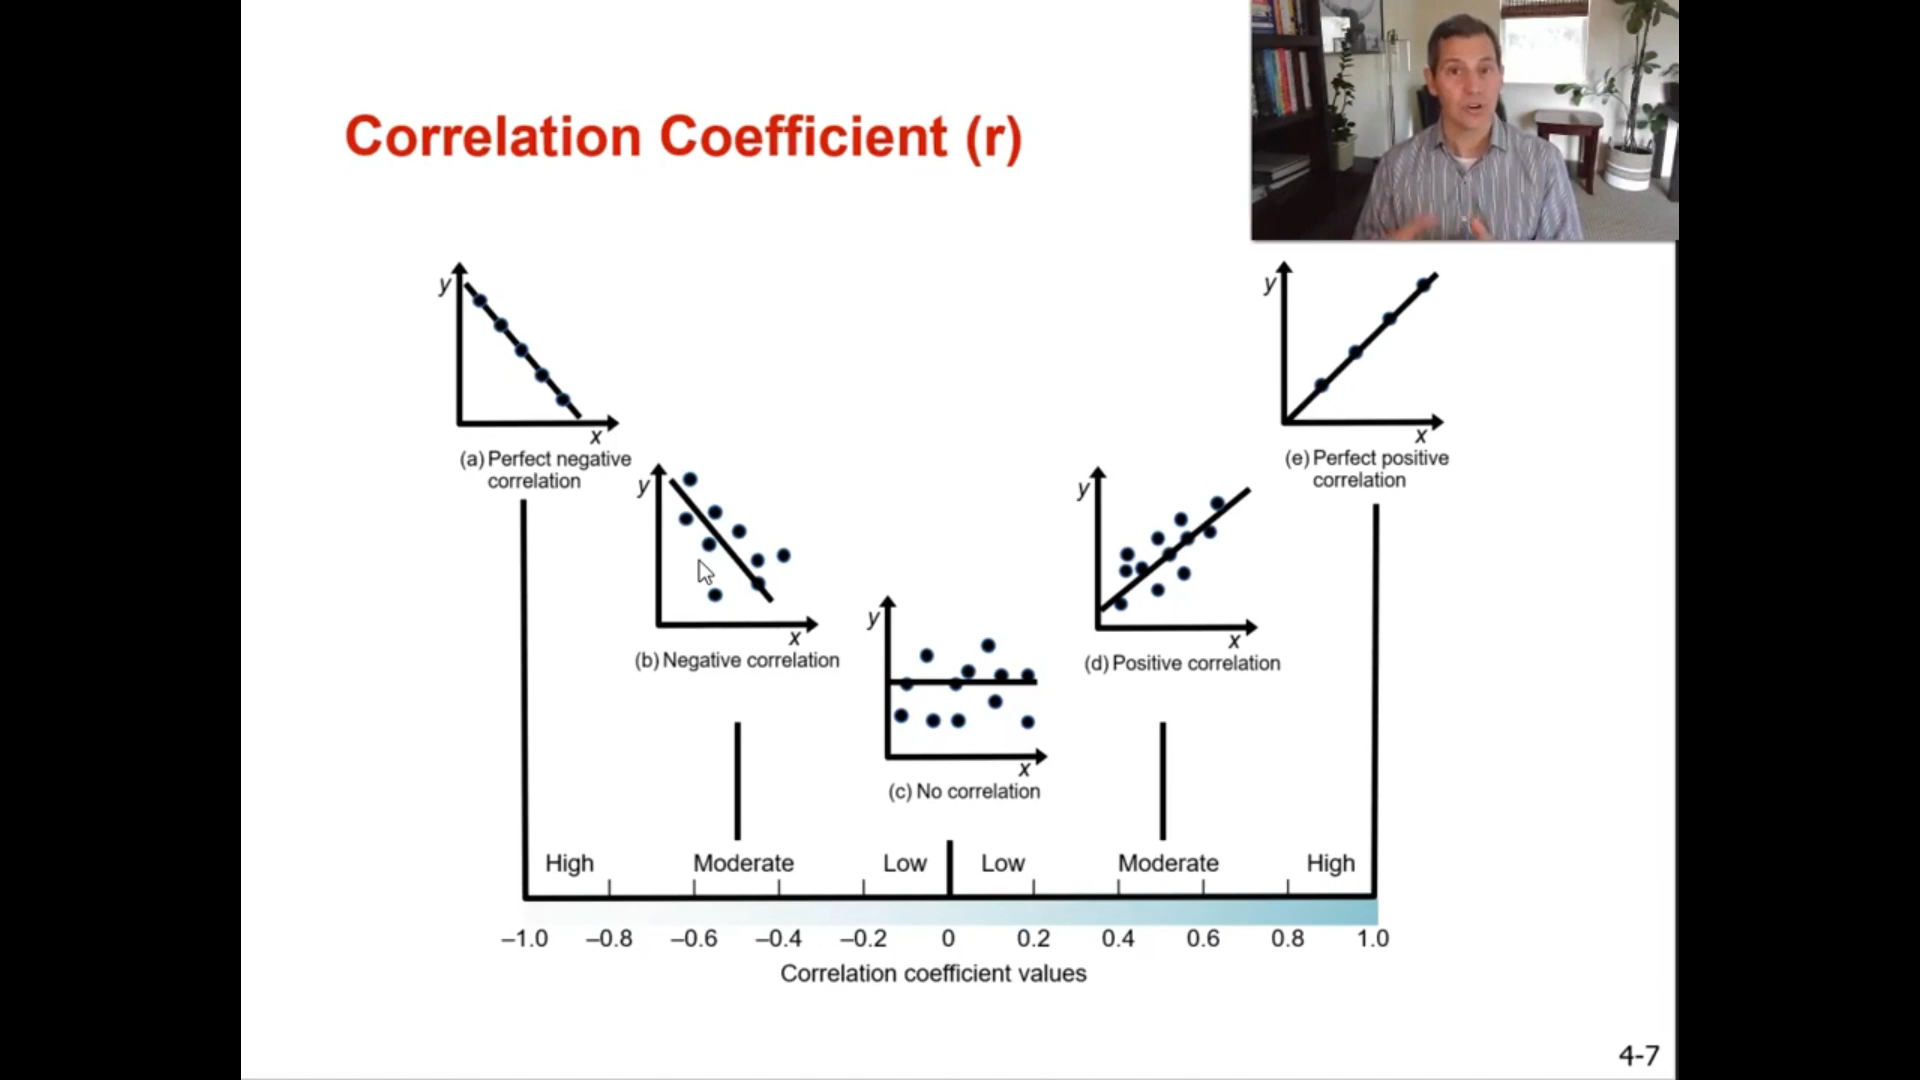 Correlation Coefficient (r)
y
x
(a) Perfect negative
correlation
y
x
(b) Negative correlation
y
x
(c) No correlation
y
x
(d) Positive correlation
y
x
(e) Perfect positive
correlation
High Moderate Low Low Moderate High
–1.0 –0.8 –0.6 –0.4 –0.2 0 0.2 0.4 0.6 0.8 1.0
Correlation coefficient values
4-7